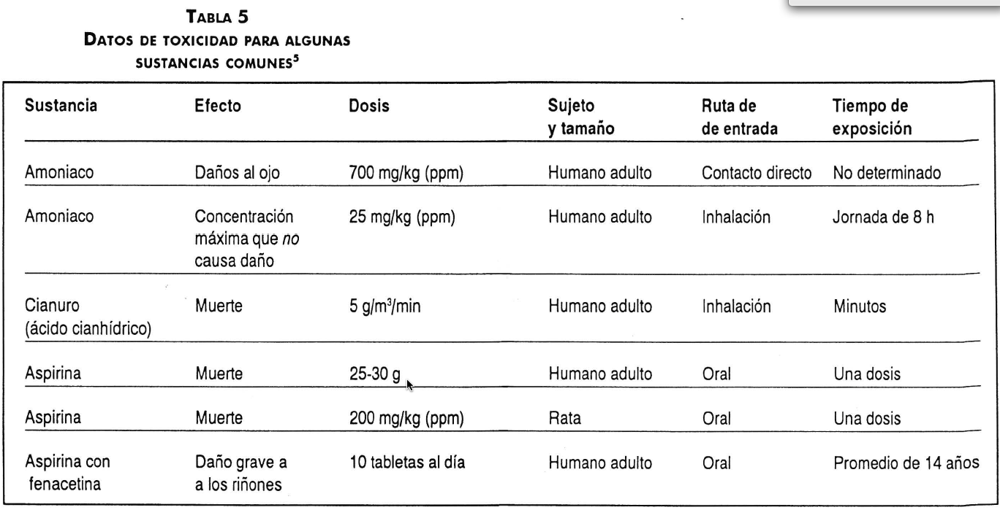 TABLA 5
DATOS DE TOXICIDAD PARA ALGUNAS
SUSTANCIAS COMUNES⁵
Sustancia Efecto Dosis Sujeto Ruta de Tiempo de
y tamaño de entrada exposición
Amoniaco Daños al ojo 700 mg/kg (ppm) Humano adulto Contacto directo No determinado
Amoniaco Concentración 25 mg/kg (ppm) Humano adulto Inhalación Jornada de 8 h
máxima que no
causa daño
Cianuro Muerte 5 g/m³/min Humano adulto Inhalación Minutos
(ácido cianhídrico)
Aspirina Muerte 25-30 g Humano adulto Oral Una dosis
Aspirina Muerte 200 mg/kg (ppm) Rata Oral Una dosis
Aspirina con Daño grave a 10 tabletas al día Humano adulto Oral Promedio de 14 años
fenacetina a los riñones